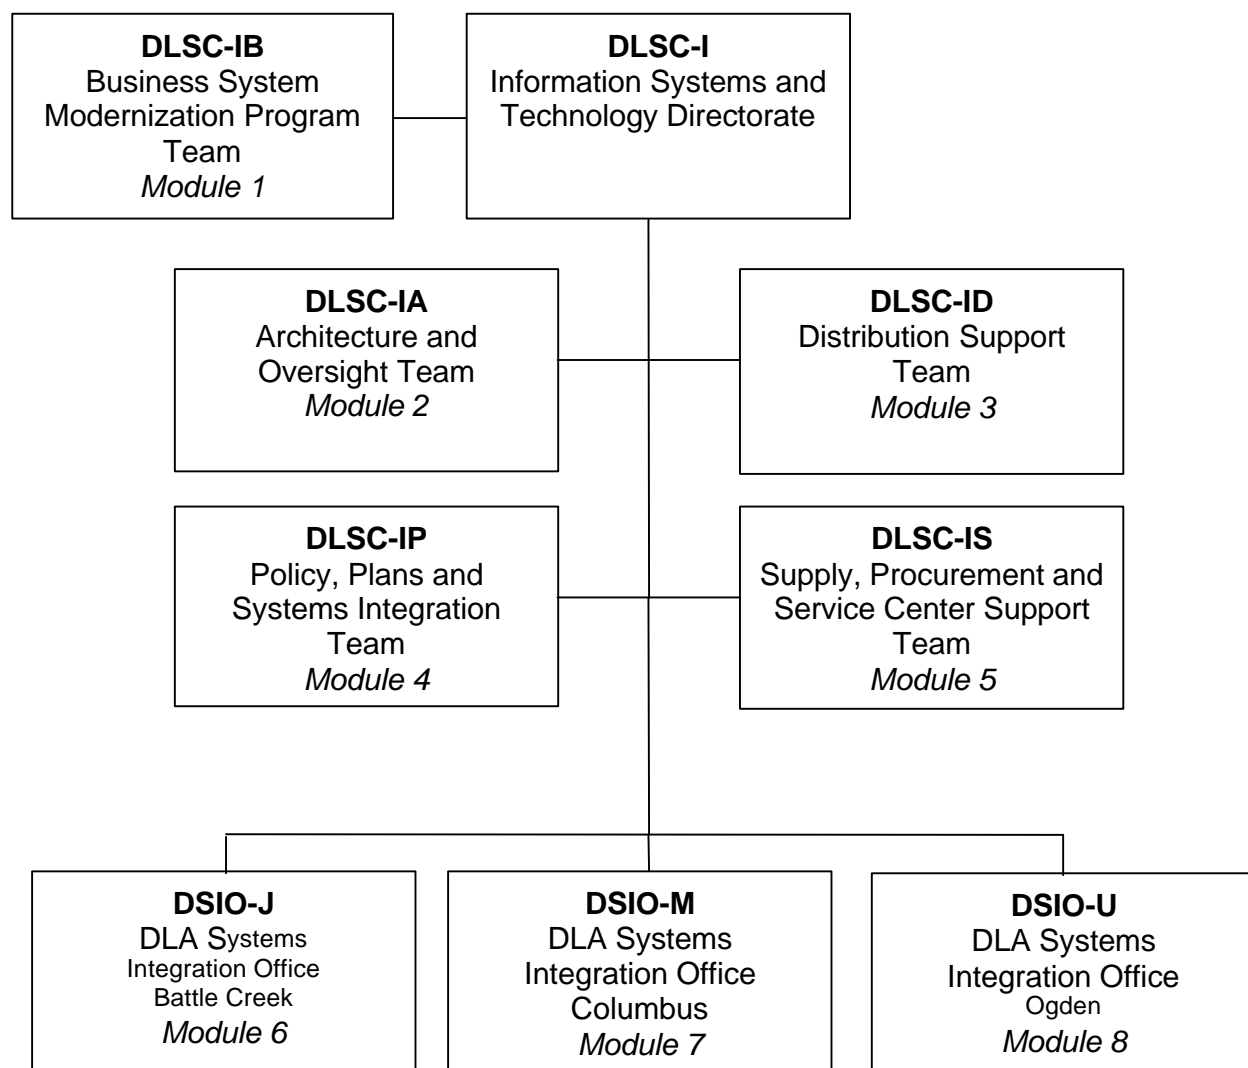 DLSC-IB
Business System
Modernization Program
Team
Module 1
DLSC-I
Information Systems and
Technology Directorate
DLSC-IA
Architecture and
Oversight Team
Module 2
DLSC-ID
Distribution Support
Team
Module 3
DLSC-IP
Policy, Plans and
Systems Integration
Team
Module 4
DLSC-IS
Supply, Procurement and
Service Center Support
Team
Module 5
DSIO-J
DLA Systems
Integration Office
Battle Creek
Module 6
DSIO-M
DLA Systems
Integration Office
Columbus
Module 7
DSIO-U
DLA Systems
Integration Office
Ogden
Module 8